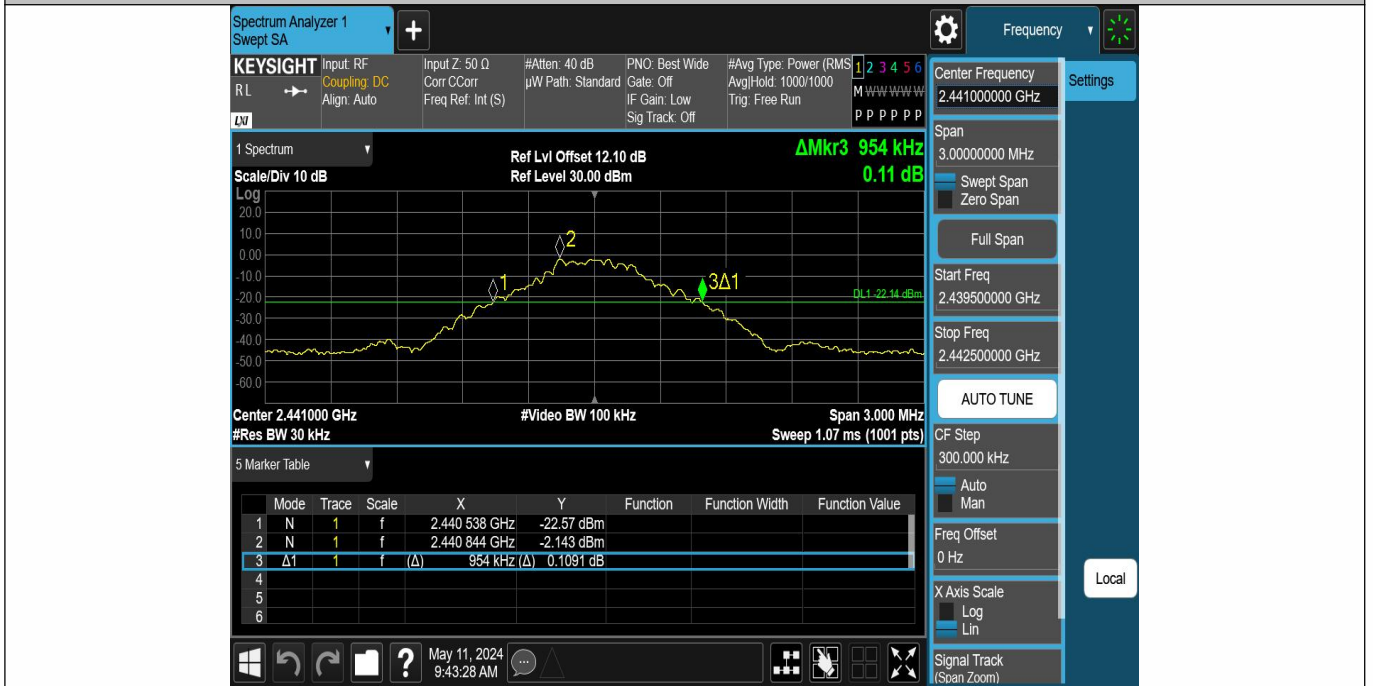 Spectrum Analyzer 1
Swept SA
+
Frequency
KEYSIGHT
RL
LXI
Input: RF
Coupling: DC
Align: Auto
Input Z: 50 Ω
Corr CCorr
Freq Ref: Int (S)
#Atten: 40 dB
µW Path: Standard
PNO: Best Wide
Gate: Off
IF Gain: Low
Sig Track: Off
#Avg Type: Power (RMS
Avg|Hold: 1000/1000
Trig: Free Run
1 2 3 4 5 6
M W W W W W
P P P P P P
Center Frequency
2.441000000 GHz
Settings
Span
3.00000000 MHz
Swept Span
Zero Span
Full Span
Start Freq
2.439500000 GHz
Stop Freq
2.442500000 GHz
AUTO TUNE
CF Step
300.000 kHz
Auto
Man
Freq Offset
0 Hz
X Axis Scale
Log
Lin
Signal Track
(Span Zoom)
Local
1 Spectrum
Scale/Div 10 dB
Ref Lvl Offset 12.10 dB
Ref Level 30.00 dBm
ΔMkr3 954 kHz
0.11 dB
Log
20.0
10.0
0.00
-10.0
-20.0
-30.0
-40.0
-50.0
-60.0
2
1
3Δ1
DL1 -22.14 dBm
Center 2.441000 GHz
#Video BW 100 kHz
Span 3.000 MHz
#Res BW 30 kHz
Sweep 1.07 ms (1001 pts)
5 Marker Table
Mode Trace Scale X Y Function Function Width Function Value
1 N 1 f 2.440 538 GHz -22.57 dBm
2 N 1 f 2.440 844 GHz -2.143 dBm
3 Δ1 1 f (Δ) 954 kHz (Δ) 0.1091 dB
4
5
6
?
May 11, 2024
9:43:28 AM